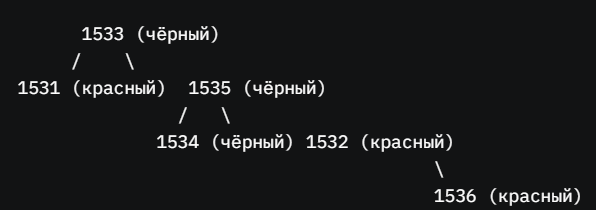 1533 (чёрный)
/ \
1531 (красный) 1535 (чёрный)
/ \
1534 (чёрный) 1532 (красный)
\
1536 (красный)